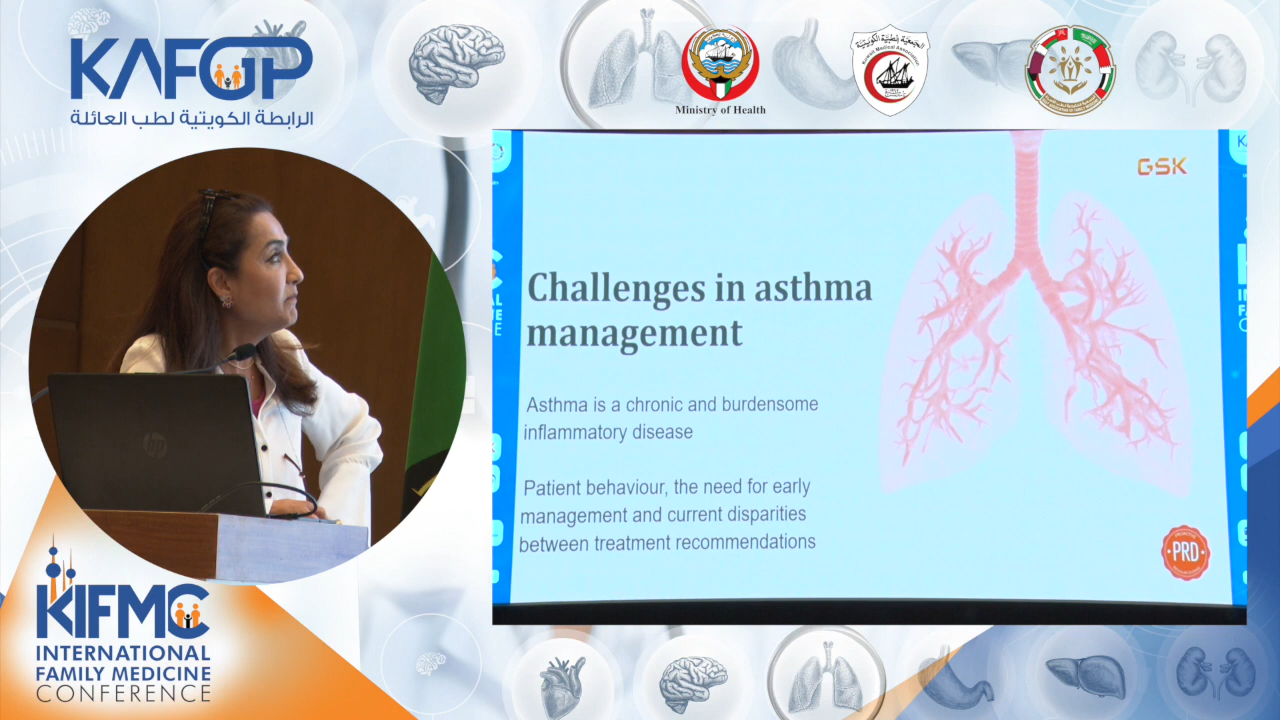 KAFGP
الرابطة الكويتية لطب العائلة
Ministry of Health
GSK
Challenges in asthma
management
Asthma is a chronic and burdensome
inflammatory disease
Patient behaviour, the need for early
management and current disparities
between treatment recommendations
PRD
hp
KIFMC
INTERNATIONAL
FAMILY MEDICINE
CONFERENCE